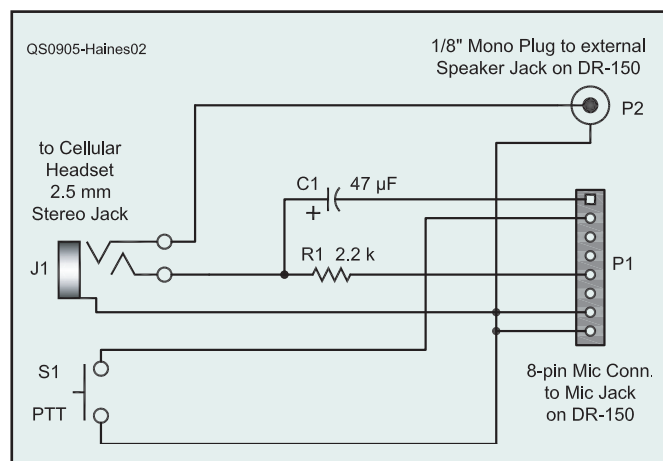 QS0905-Haines02
1/8" Mono Plug to external
Speaker Jack on DR-150
P2
to Cellular
Headset
2.5 mm
Stereo Jack
C1
47 µF
+
R1
2.2 k
J1
P1
S1
PTT
8-pin Mic Conn.
to Mic Jack
on DR-150